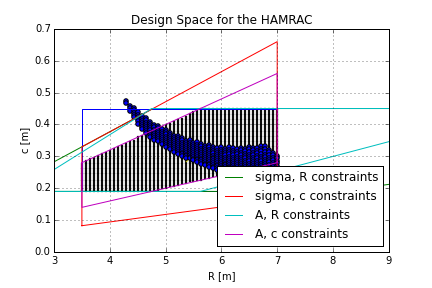 Design Space for the HAMRAC
0.7
0.6
0.5
0.4
0.3
0.2
0.1
0.0
c [m]
3 4 5 6 7 8 9
R [m]
sigma, R constraints
sigma, c constraints
A, R constraints
A, c constraints